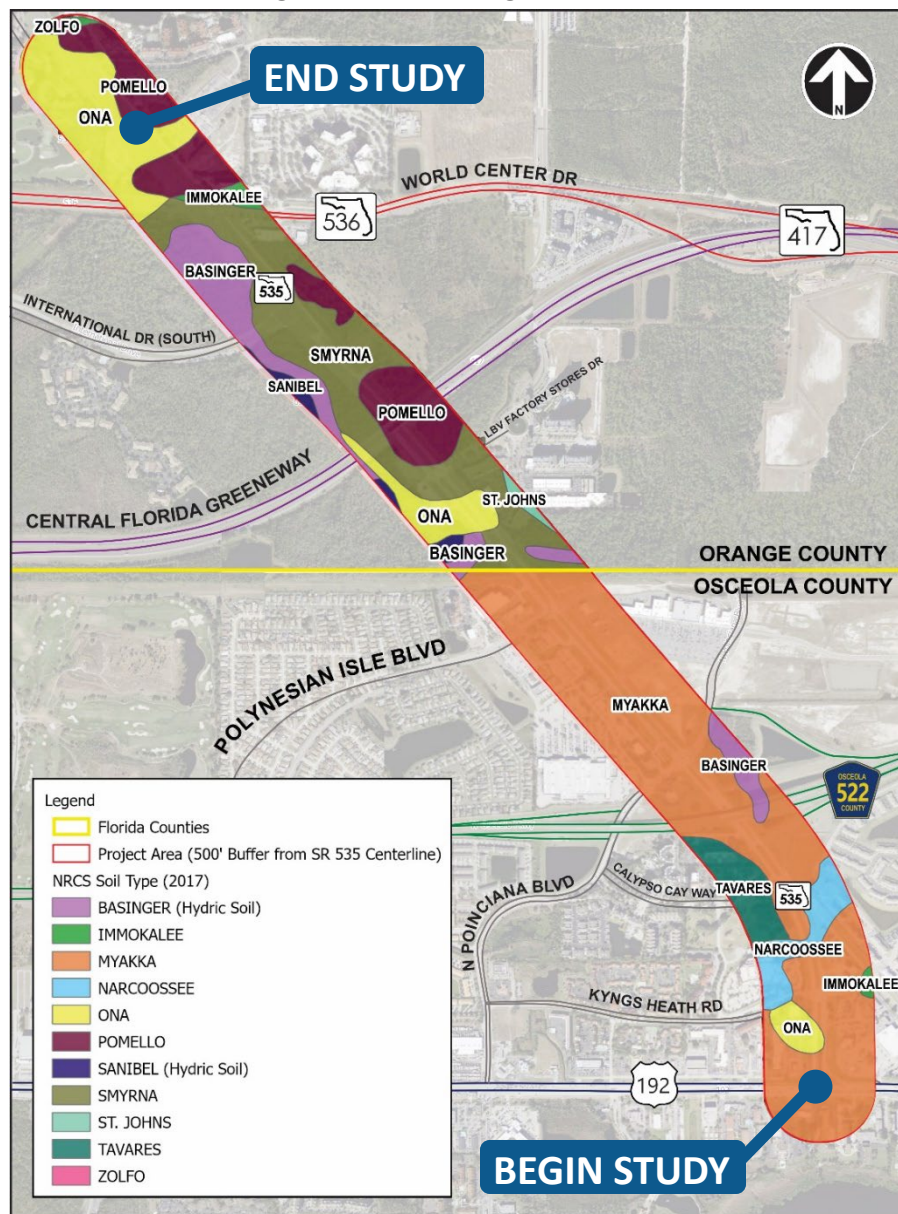 ZOLFO
END STUDY
POMELLO
ONA
N
IMMOKALEE
WORLD CENTER DR
536
417
BASINGER
535
INTERNATIONAL DR (SOUTH)
SMYRNA
SANIBEL
POMELLO
LBV FACTORY STORES DR
CENTRAL FLORIDA GREENEWAY
ST. JOHNS
ONA
BASINGER
ORANGE COUNTY
OSCEOLA COUNTY
POLYNESIAN ISLE BLVD
MYAKKA
BASINGER
OSCEOLA
522
COUNTY
N POINCIANA BLVD
CALYPSO CAY WAY
TAVARES
535
NARCOOSSEE
IMMOKALEE
KYNGS HEATH RD
ONA
192
BEGIN STUDY
Legend
Florida Counties
Project Area (500' Buffer from SR 535 Centerline)
NRCS Soil Type (2017)
BASINGER (Hydric Soil)
IMMOKALEE
MYAKKA
NARCOOSSEE
ONA
POMELLO
SANIBEL (Hydric Soil)
SMYRNA
ST. JOHNS
TAVARES
ZOLFO